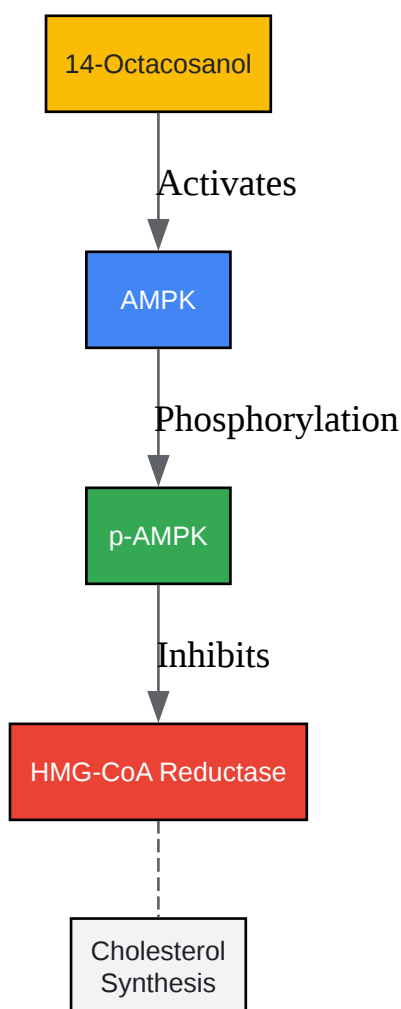 14-Octacosanol
Activates
AMPK
Phosphorylation
p-AMPK
Inhibits
HMG-CoA Reductase
Cholesterol
Synthesis